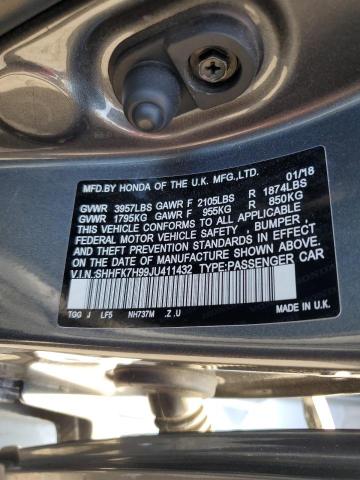 MFD.BY HONDA OF THE U.K. MFG.,LTD. 01/18
GVWR 3957LBS GAWR F 2105LBS R 1874LBS
GVWR 1795KG GAWR F 955KG R 850KG
THIS VEHICLE CONFORMS TO ALL APPLICABLE
FEDERAL MOTOR VEHICLE SAFETY, BUMPER,
AND THEFT PREVENTION STANDARDS IN EFFECT
ON THE DATE OF MANUFACTURE SHOWN ABOVE.
V.I.N.:SHHFK7H99JU411432 TYPE:PASSENGER CAR
TGG J LF5 NH737M .Z .U
MADE IN U.K.